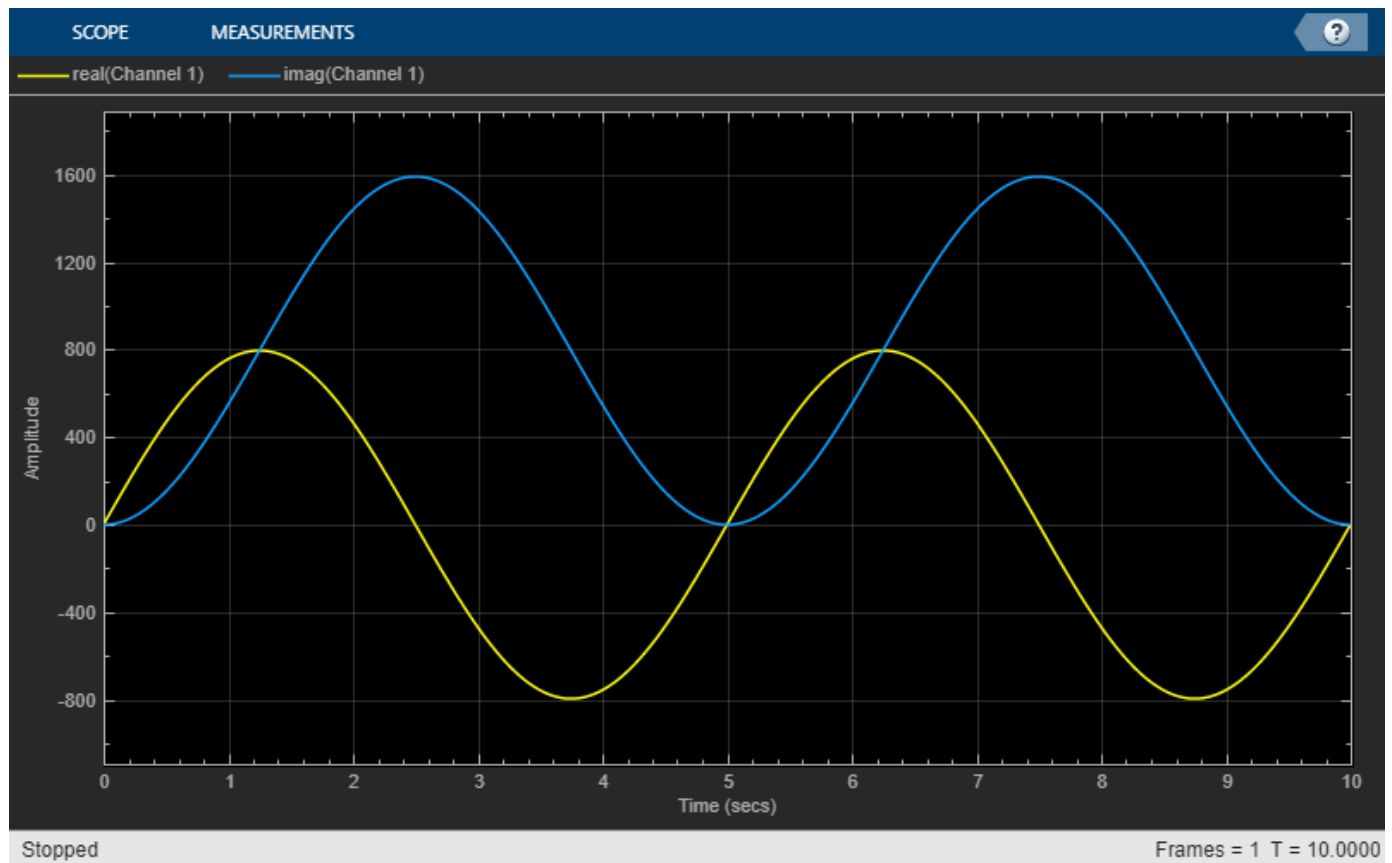 SCOPE MEASUREMENTS ?
real(Channel 1) imag(Channel 1)
1600
1200
800
400
0
-400
-800
Amplitude
0 1 2 3 4 5 6 7 8 9 10
Time (secs)
Stopped Frames = 1 T = 10.0000